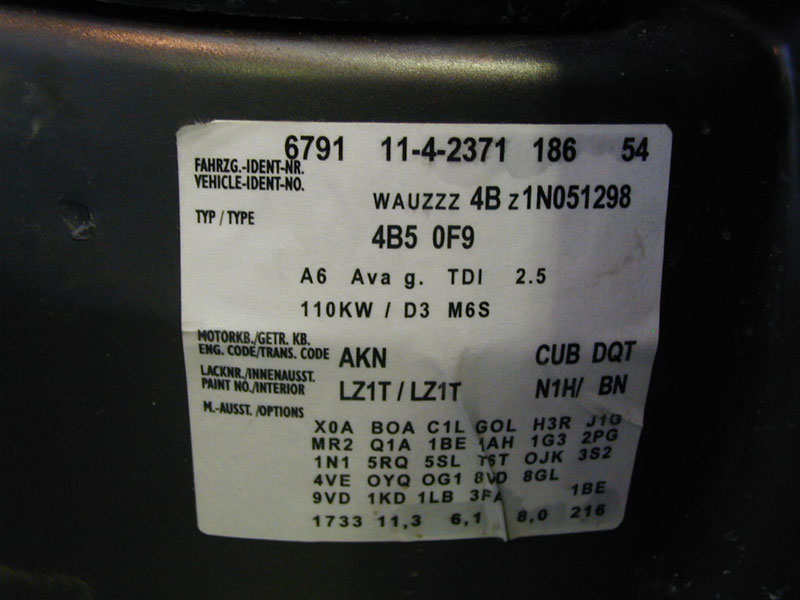 6791 11-4-2371 186 54
FAHRZG.-IDENT-NR.
VEHICLE-IDENT-NO.
WAUZZZ 4B Z1N051298
TYP / TYPE
4B5 0F9
A6 Ava g. TDI 2.5
110KW / D3 M6S
MOTORKB./GETR. KB.
ENG. CODE/TRANS. CODE AKN CUB DQT
LACKNR./INNENAUSST.
PAINT NO./INTERIOR LZ1T / LZ1T N1H/ BN
M.-AUSST. /OPTIONS
X0A BOA C1L GOL H3R J1G
MR2 Q1A 1BE 1AH 1G3 2PG
1N1 5RQ 5SL T6T OJK 3S2
4VE OYQ OG1 8VD 8GL
9VD 1KD 1LB 3FA 1BE
1733 11,3 6,1 8,0 216